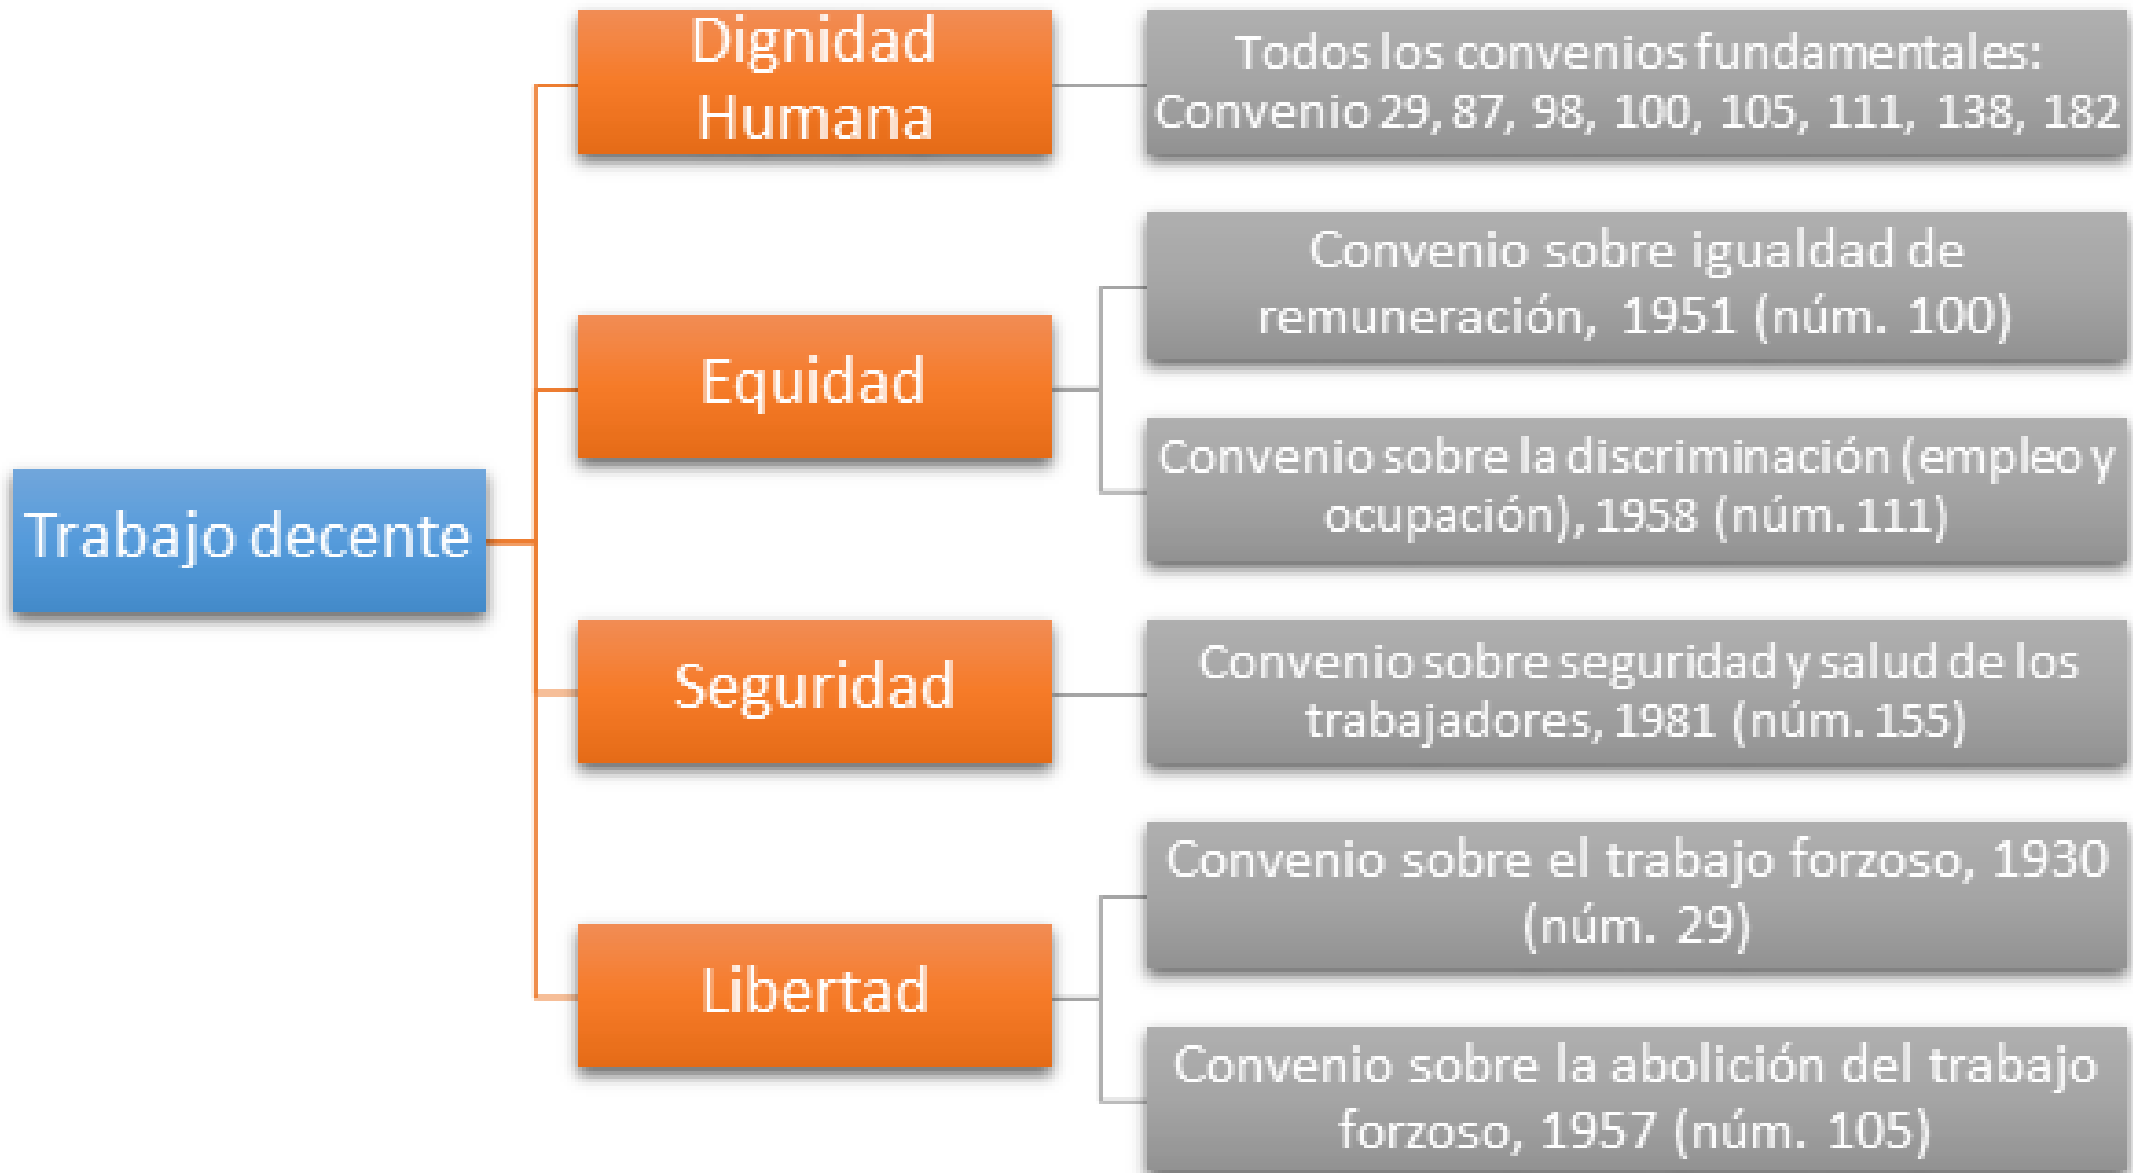 Trabajo decente
Dignidad
Humana
Todos los convenios fundamentales:
Convenio 29, 87, 98, 100, 105, 111, 138, 182
Equidad
Convenio sobre igualdad de
remuneración, 1951 (núm. 100)
Convenio sobre la discriminación (empleo y
ocupación), 1958 (núm. 111)
Seguridad
Convenio sobre seguridad y salud de los
trabajadores, 1981 (núm. 155)
Libertad
Convenio sobre el trabajo forzoso, 1930
(núm. 29)
Convenio sobre la abolición del trabajo
forzoso, 1957 (núm. 105)